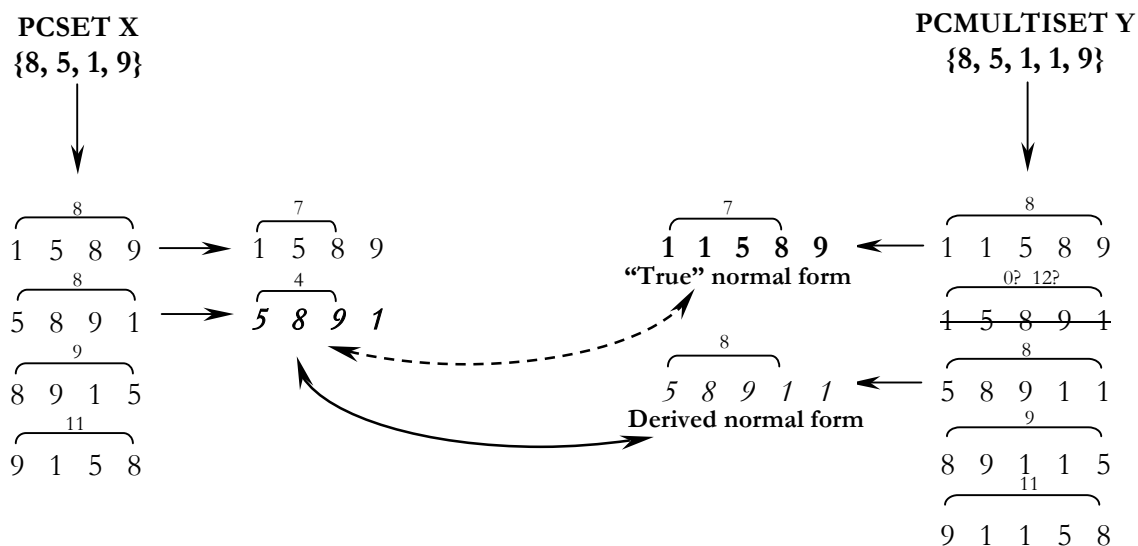 PCSET X
{8, 5, 1, 9}
8
1 5 8 9
8
5 8 9 1
9
8 9 1 5
11
9 1 5 8
7
1 5 8 9
4
5 8 9 1
7
1 1 5 8 9
“True” normal form
8
5 8 9 1 1
Derived normal form
PCMULTISET Y
{8, 5, 1, 1, 9}
8
1 1 5 8 9
0? 12?
1 5 8 9 1
8
5 8 9 1 1
9
8 9 1 1 5
11
9 1 1 5 8